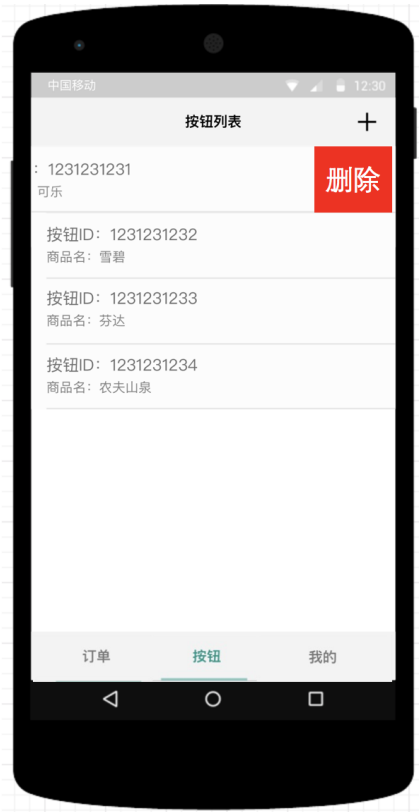 中国移动 12:30
按钮列表 +
：1231231231
可乐
删除
按钮ID：1231231232
商品名：雪碧
按钮ID：1231231233
商品名：芬达
按钮ID：1231231234
商品名：农夫山泉
订单 按钮 我的